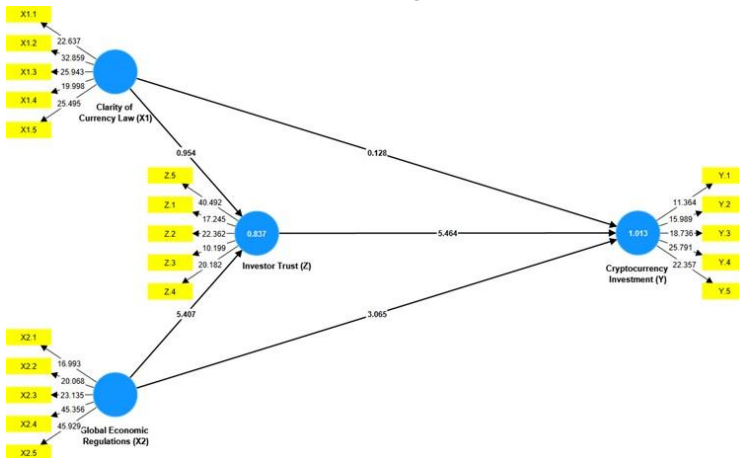 X1.1
22.637
X1.2
32.859
X1.3
25.943
X1.4
19.998
X1.5
25.495
Clarity of
Currency Law (X1)
0.954
0.128
Z.5
40.492
Z.1
17.245
Z.2
22.362
Z.3
10.199
Z.4
20.182
0.837
Investor Trust (Z)
5.464
Y.1
11.364
Y.2
15.989
Y.3
18.736
Y.4
25.791
Y.5
22.357
1.013
Cryptocurrency
Investment (Y)
5.407
3.065
X2.1
16.993
X2.2
20.068
X2.3
23.135
X2.4
45.356
X2.5
45.929
Global Economic
Regulations (X2)